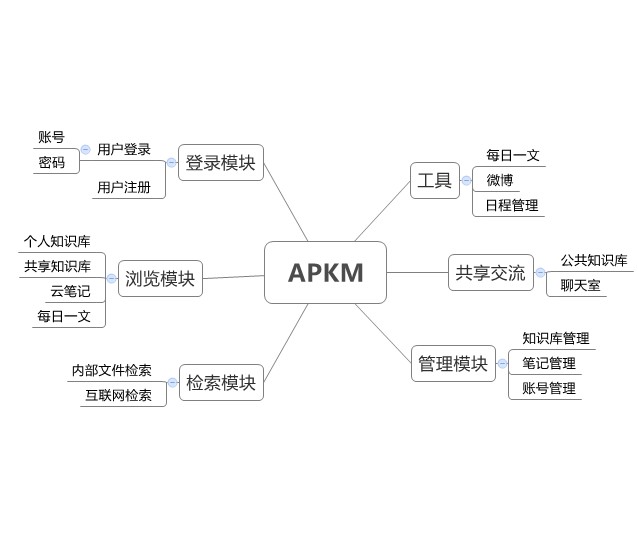 APKM
登录模块
用户登录
账号
密码
用户注册
浏览模块
个人知识库
共享知识库
云笔记
每日一文
检索模块
内部文件检索
互联网检索
工具
每日一文
微博
日程管理
共享交流
公共知识库
聊天室
管理模块
知识库管理
笔记管理
账号管理